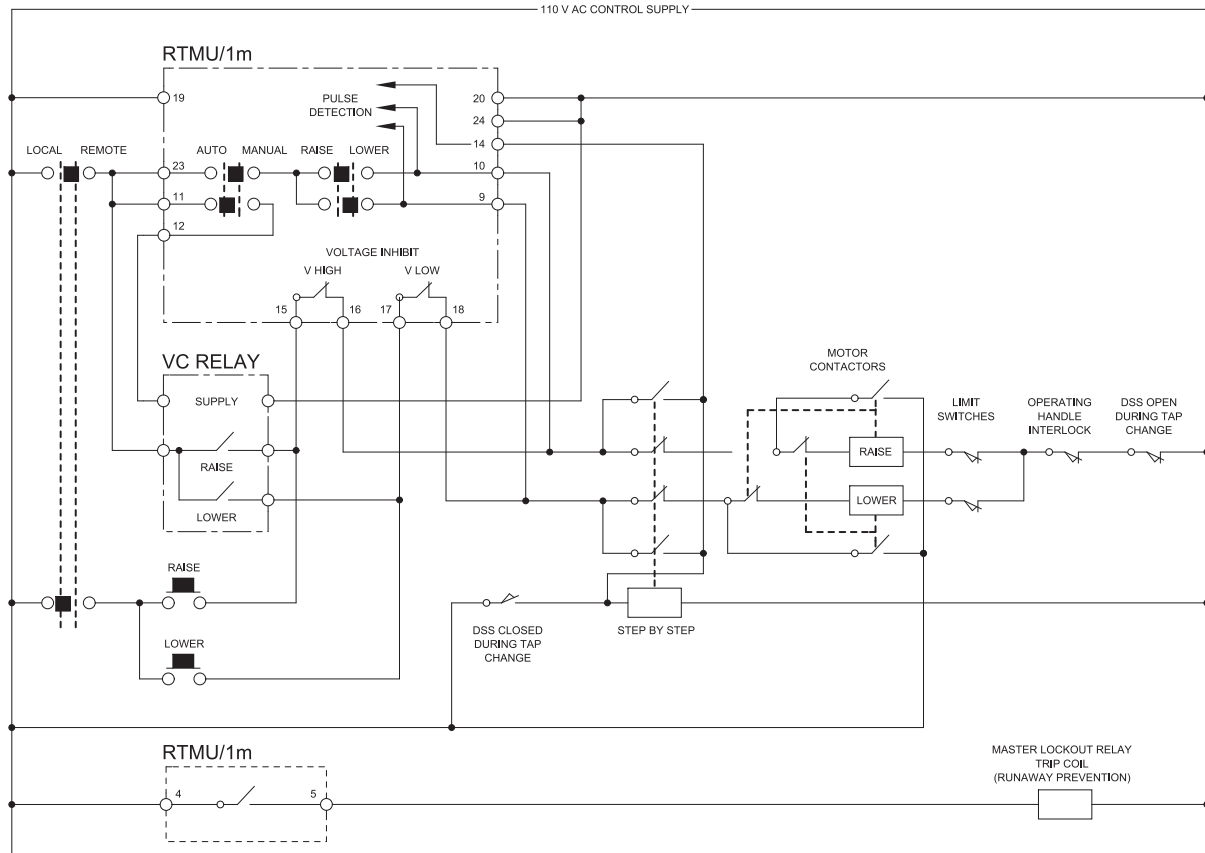 110 V AC CONTROL SUPPLY
RTMU/1m
19
PULSE
DETECTION
20
24
14
LOCAL
REMOTE
23
AUTO
MANUAL
RAISE
LOWER
10
11
9
12
VOLTAGE INHIBIT
V HIGH
V LOW
15
16
17
18
VC RELAY
SUPPLY
RAISE
LOWER
MOTOR
CONTACTORS
LIMIT
SWITCHES
OPERATING
HANDLE
INTERLOCK
DSS OPEN
DURING TAP
CHANGE
RAISE
LOWER
RAISE
LOWER
DSS CLOSED
DURING TAP
CHANGE
STEP BY STEP
RTMU/1m
4
5
MASTER LOCKOUT RELAY
TRIP COIL
(RUNAWAY PREVENTION)